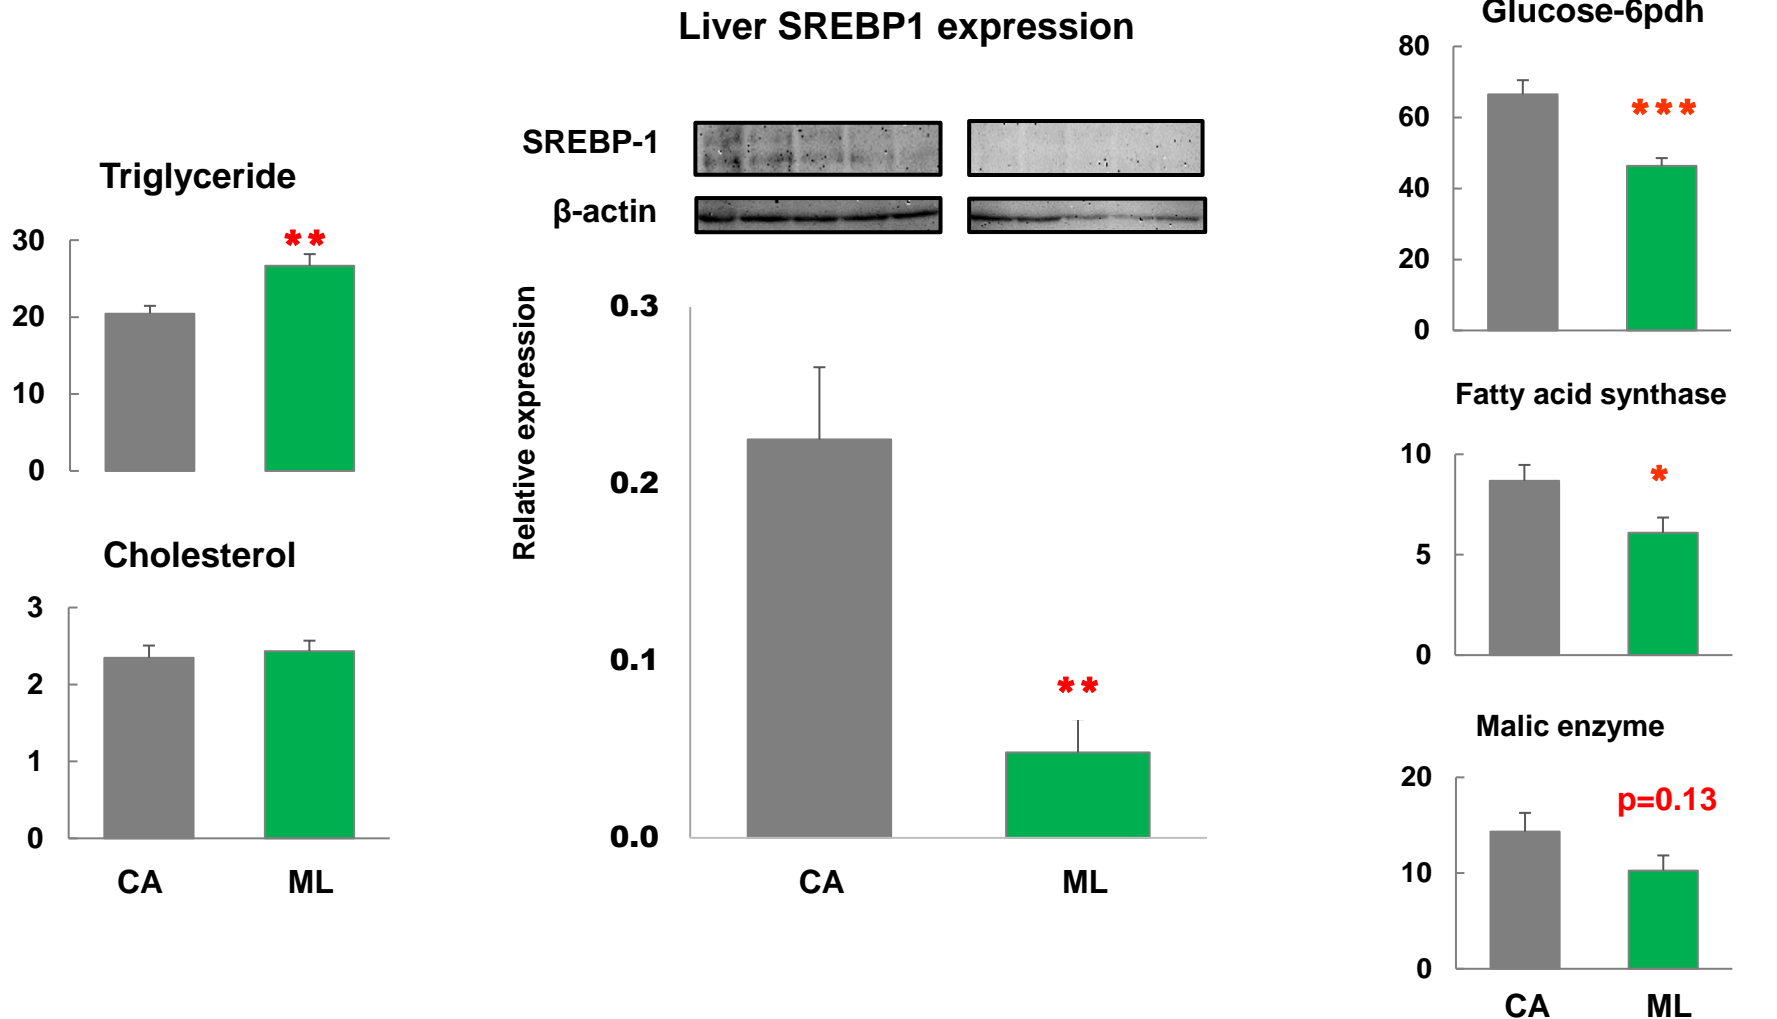 Liver SREBP1 expression
Triglyceride
**
30
20
10
0
Cholesterol
3
2
1
0
CA ML
SREBP-1
β-actin
Relative expression
0.3
0.2
0.1
0.0
**
CA ML
Glucose-6pdh
80
60
40
20
0
***
Fatty acid synthase
10
5
0
*
Malic enzyme
20
10
0
p=0.13
CA ML